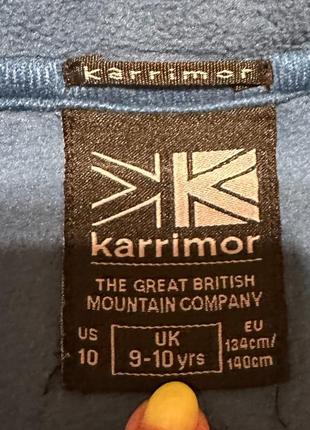 karrimor
karrimor
THE GREAT BRITISH
MOUNTAIN COMPANY
US
10
UK
9-10 yrs
EU
134cm/
140cm